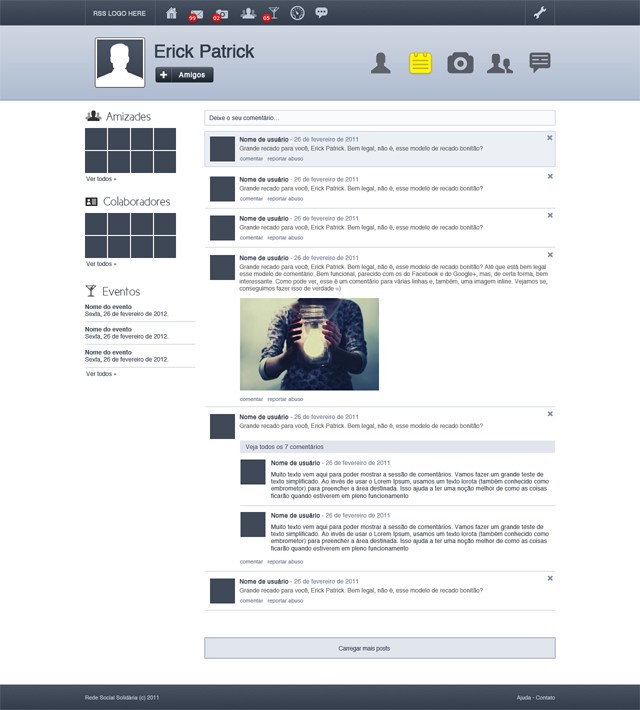 RSS LOGO HERE
99
02
05
Erick Patrick
+ Amigos
Amizades
Ver todos »
Colaboradores
Ver todos »
Eventos
Nome do evento
Sexta, 26 de fevereiro de 2012.
Nome do evento
Sexta, 26 de fevereiro de 2012.
Nome do evento
Sexta, 26 de fevereiro de 2012.
Ver todos »
Deixe o seu comentário...
Nome de usuário - 26 de fevereiro de 2011
Grande recado para você, Erick Patrick. Bem legal, não é, esse modelo de recado bonitão?
comentar reportar abuso
Nome de usuário - 26 de fevereiro de 2011
Grande recado para você, Erick Patrick. Bem legal, não é, esse modelo de recado bonitão?
comentar reportar abuso
Nome de usuário - 26 de fevereiro de 2011
Grande recado para você, Erick Patrick. Bem legal, não é, esse modelo de recado bonitão?
comentar reportar abuso
Nome de usuário - 26 de fevereiro de 2011
Grande recado para você, Erick Patrick. Bem legal, não é, esse modelo de recado bonitão? Até que está bem legal
esse modelo de comentário. Bem funcional, parecido com os do Facebook e do Google+, mas, de certa forma, bem
interessante. Como pode ver, esse é um comentário para várias linhas e, também, uma imagem inline. Vejamos se,
conseguimos fazer isso de verdade =)
comentar reportar abuso
Nome de usuário - 26 de fevereiro de 2011
Grande recado para você, Erick Patrick. Bem legal, não é, esse modelo de recado bonitão?
Veja todos os 7 comentários
Nome de usuário - 26 de fevereiro de 2011
Muito texto vem aqui para poder mostrar a sessão de comentários. Vamos fazer um grande teste de
texto simplificado. Ao invés de usar o Lorem Ipsum, usamos um texto lorota (também conhecido como
embrometor) para preencher a área destinada. Isso ajuda a ter uma noção melhor de como as coisas
ficarão quando estiverem em pleno funcionamento
Nome de usuário - 26 de fevereiro de 2011
Muito texto vem aqui para poder mostrar a sessão de comentários. Vamos fazer um grande teste de
texto simplificado. Ao invés de usar o Lorem Ipsum, usamos um texto lorota (também conhecido como
embrometor) para preencher a área destinada. Isso ajuda a ter uma noção melhor de como as coisas
ficarão quando estiverem em pleno funcionamento
comentar reportar abuso
Nome de usuário - 26 de fevereiro de 2011
Grande recado para você, Erick Patrick. Bem legal, não é, esse modelo de recado bonitão?
comentar reportar abuso
Carregar mais posts
Rede Social Solidária (c) 2011
Ajuda - Contato